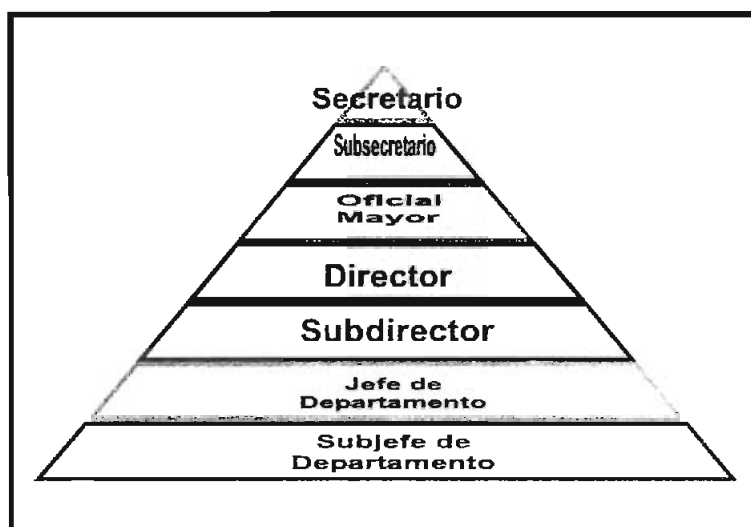 Secretario
Subsecretario
Oficial
Mayor
Director
Subdirector
Jefe de
Departamento
Subjefe de
Departamento